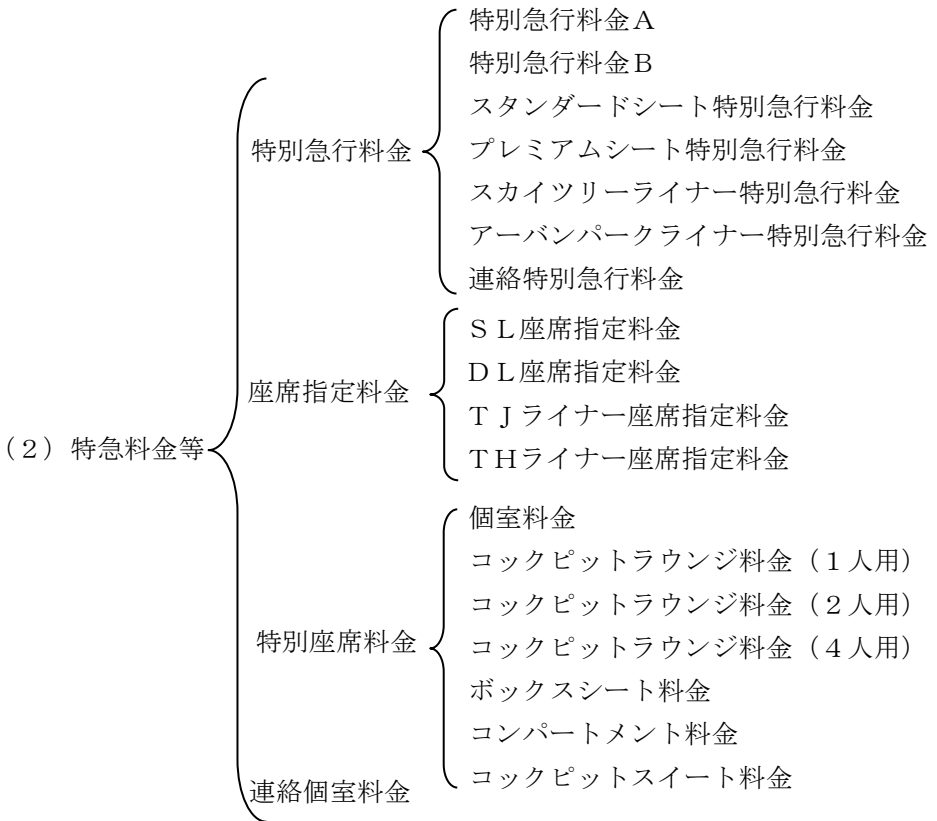 (2)特急料金等
特別急行料金
特別急行料金A
特別急行料金B
スタンダードシート特別急行料金
プレミアムシート特別急行料金
スカイツリーライナー特別急行料金
アーバンパークライナー特別急行料金
連絡特別急行料金
座席指定料金
SL座席指定料金
DL座席指定料金
TJライナー座席指定料金
THライナー座席指定料金
特別座席料金
個室料金
コックピットラウンジ料金(1人用)
コックピットラウンジ料金(2人用)
コックピットラウンジ料金(4人用)
ボックスシート料金
コンパートメント料金
コックピットスイート料金
連絡個室料金